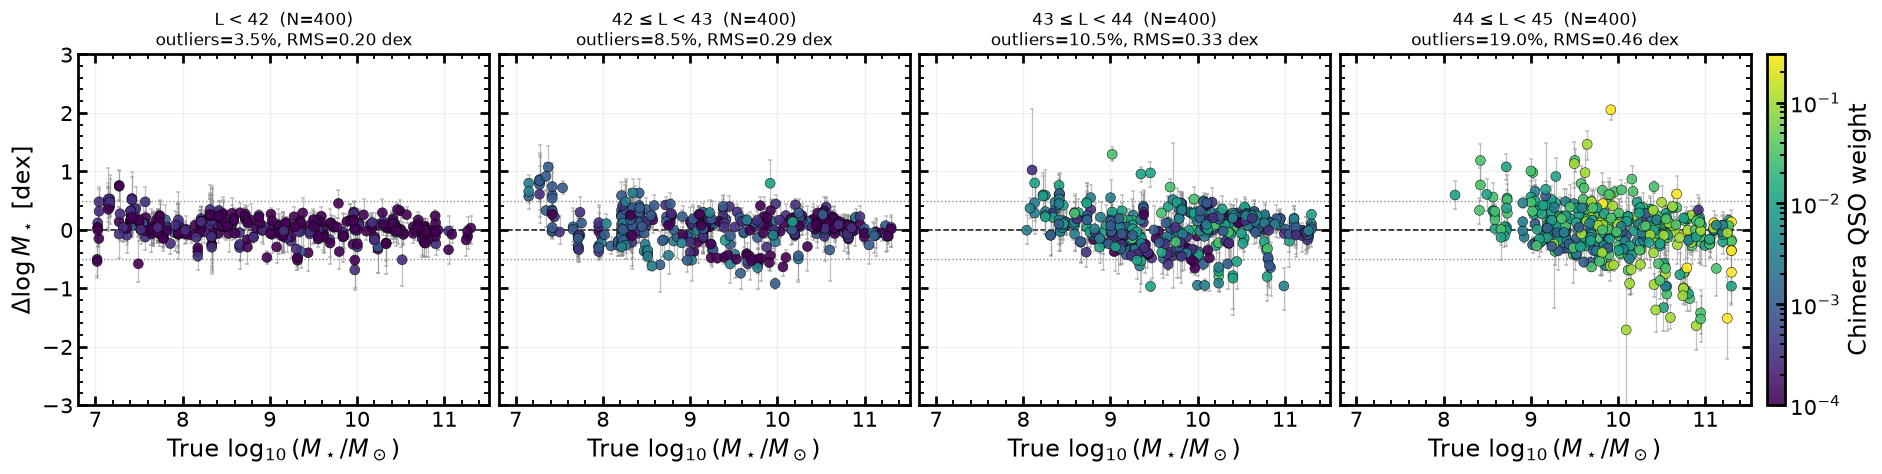 L < 42 (N=400)
outliers=3.5%, RMS=0.20 dex
42 ≤ L < 43 (N=400)
outliers=8.5%, RMS=0.29 dex
43 ≤ L < 44 (N=400)
outliers=10.5%, RMS=0.33 dex
44 ≤ L < 45 (N=400)
outliers=19.0%, RMS=0.46 dex
Δlog M⋆ [dex]
3
2
1
0
−1
−2
−3
7 8 9 10 11
7 8 9 10 11
7 8 9 10 11
7 8 9 10 11
True log₁₀ (M⋆/M⊙)
True log₁₀ (M⋆/M⊙)
True log₁₀ (M⋆/M⊙)
True log₁₀ (M⋆/M⊙)
10⁻¹
10⁻²
10⁻³
10⁻⁴
Chimera QSO weight